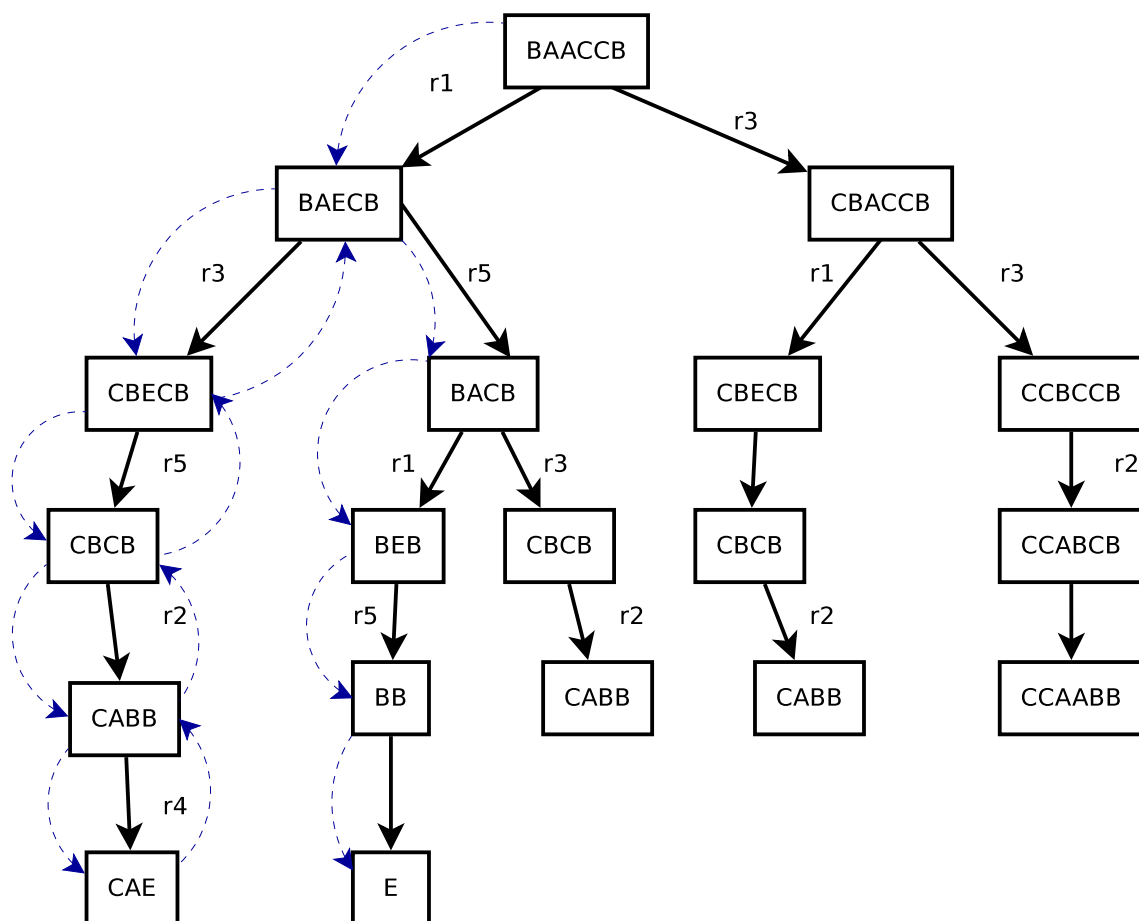 BAACCB
r1
r3
BAECB
CBACCB
r3
r5
r1
r3
CBECB
BACB
CBECB
CCBCCB
r5
r1
r3
r2
CBCB
BEB
CBCB
CBCB
CCABCB
r2
r5
r2
r2
CABB
BB
CABB
CABB
CCAABB
r4
CAE
E